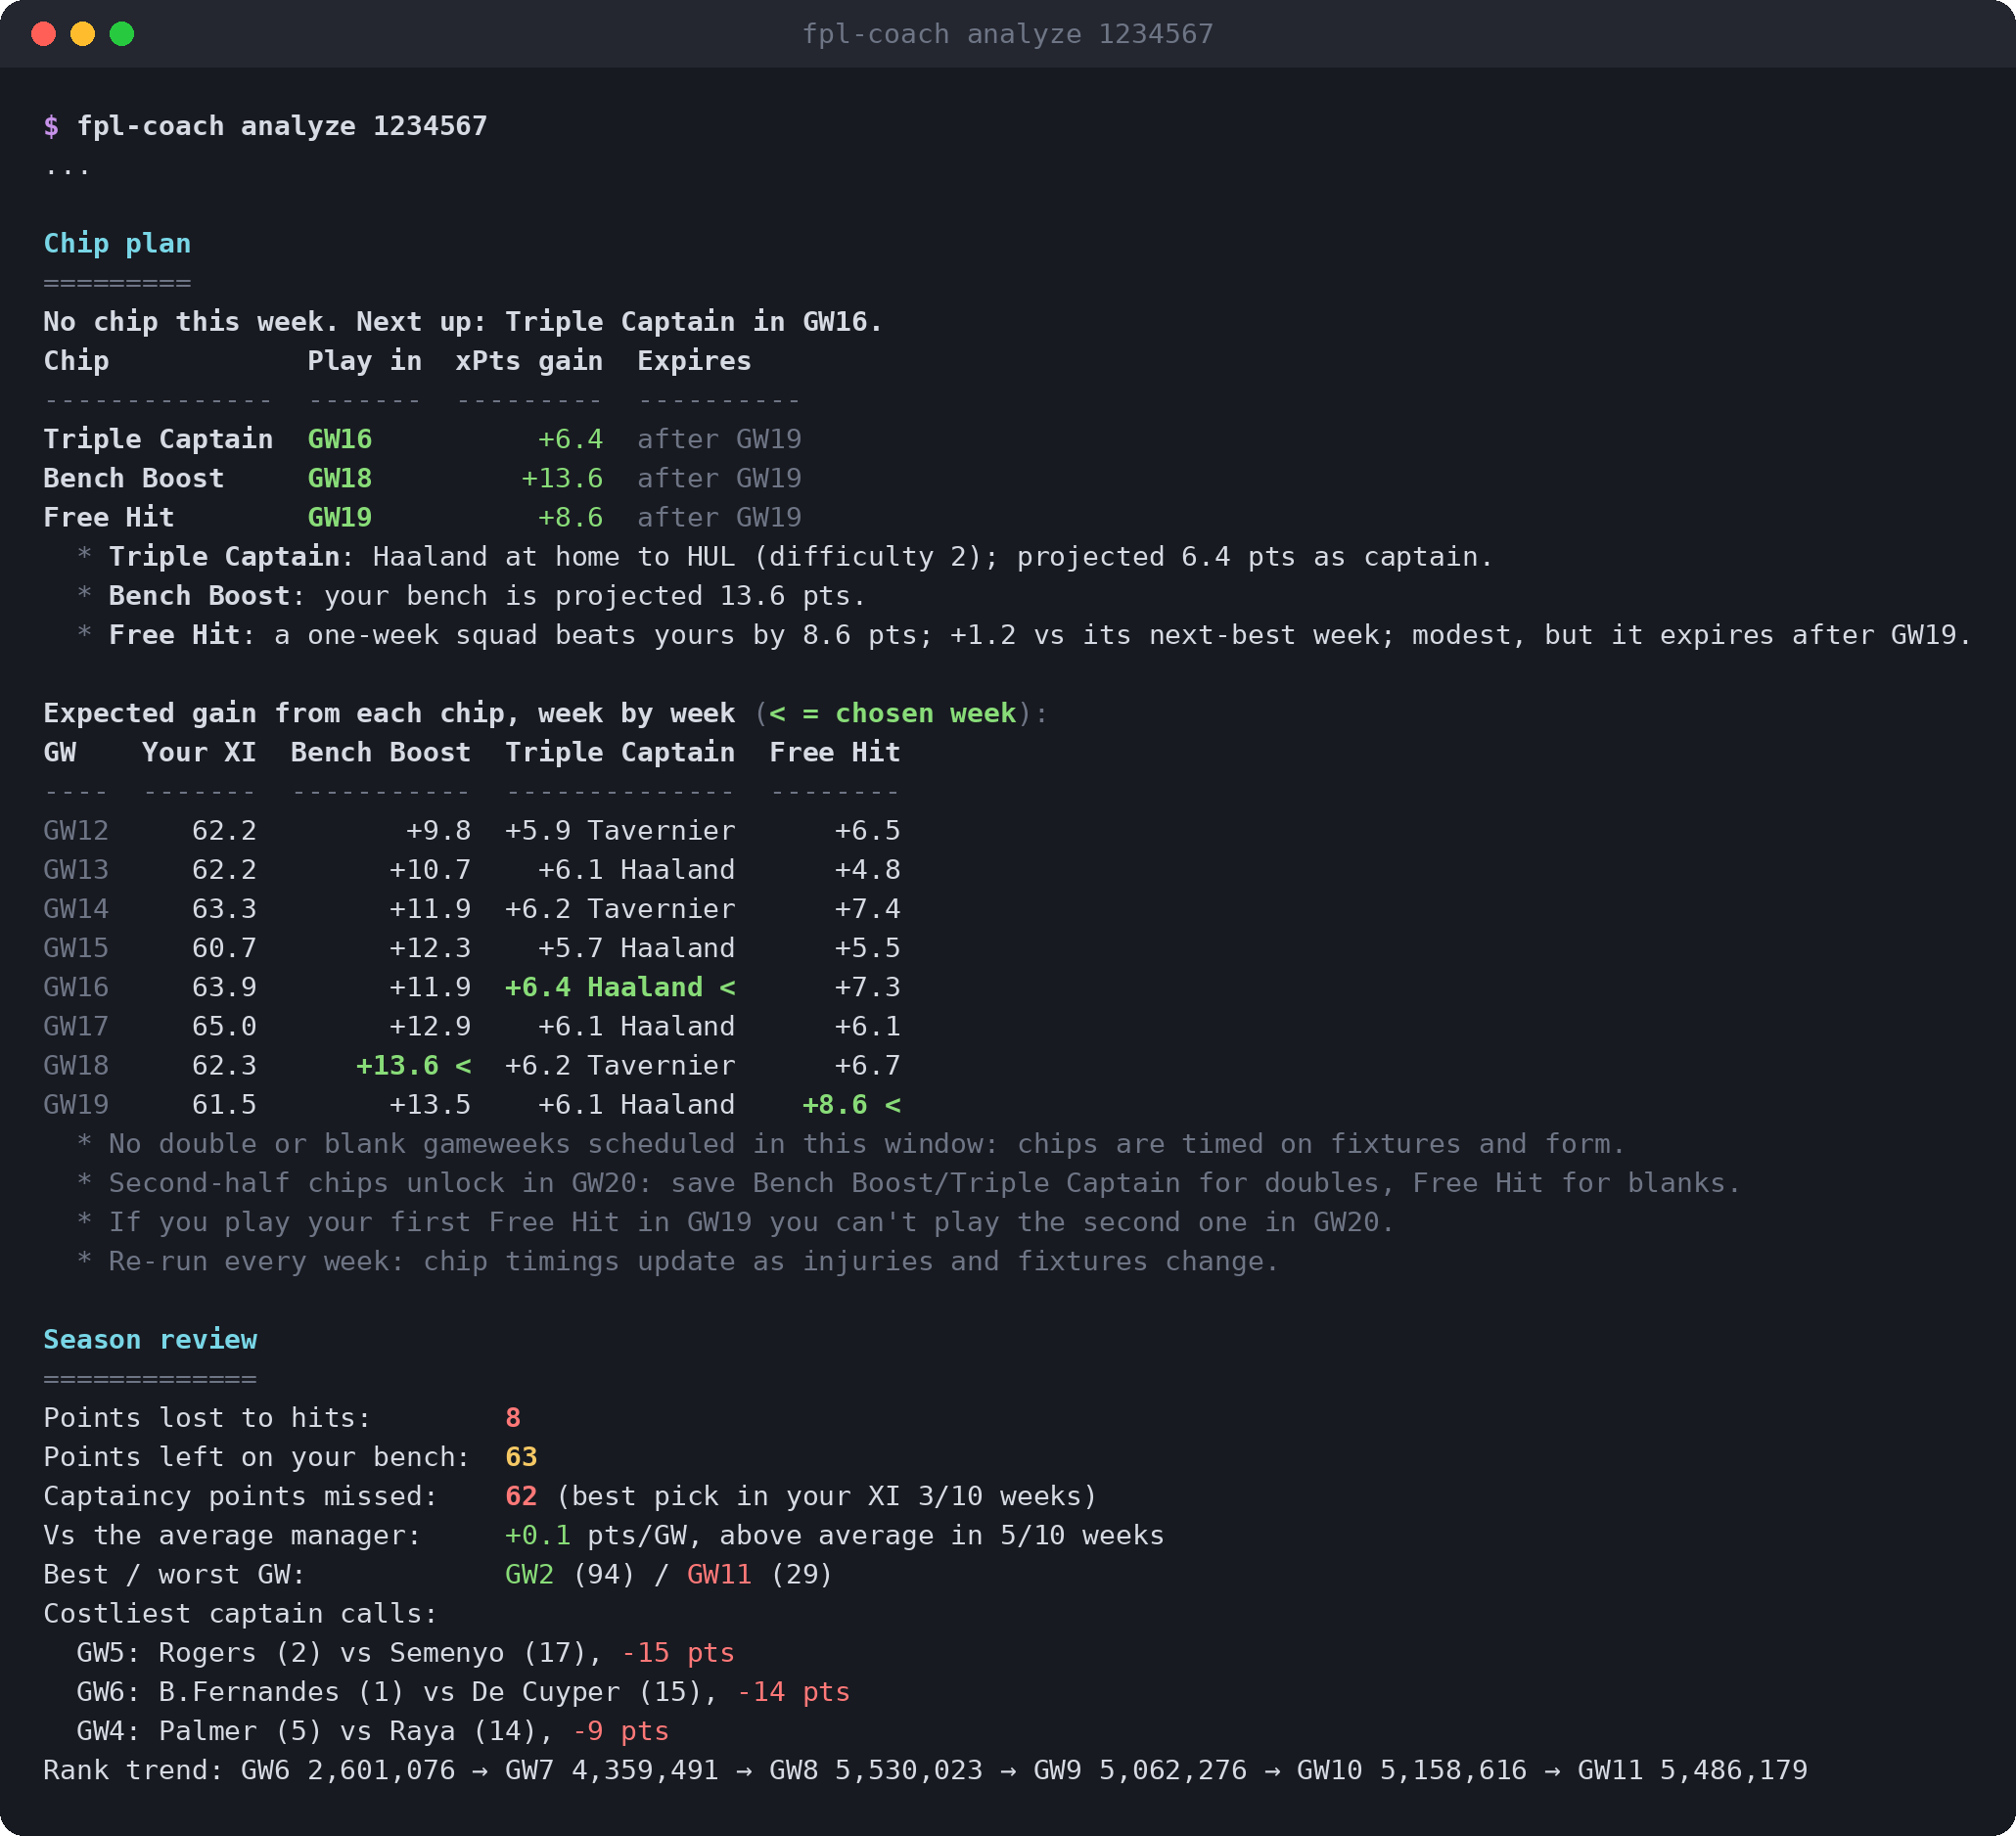 fpl-coach analyze 1234567
$ fpl-coach analyze 1234567
...
Chip plan
=========
No chip this week. Next up: Triple Captain in GW16.
Chip            Play in  xPts gain  Expires
--------------  -------  ---------  ----------
Triple Captain  GW16          +6.4  after GW19
Bench Boost     GW18         +13.6  after GW19
Free Hit        GW19          +8.6  after GW19
  * Triple Captain: Haaland at home to HUL (difficulty 2); projected 6.4 pts as captain.
  * Bench Boost: your bench is projected 13.6 pts.
  * Free Hit: a one-week squad beats yours by 8.6 pts; +1.2 vs its next-best week; modest, but it expires after GW19.
Expected gain from each chip, week by week (< = chosen week):
GW    Your XI  Bench Boost  Triple Captain  Free Hit
----  -------  -----------  --------------  --------
GW12     62.2         +9.8  +5.9 Tavernier      +6.5
GW13     62.2        +10.7    +6.1 Haaland      +4.8
GW14     63.3        +11.9  +6.2 Tavernier      +7.4
GW15     60.7        +12.3    +5.7 Haaland      +5.5
GW16     63.9        +11.9  +6.4 Haaland <      +7.3
GW17     65.0        +12.9    +6.1 Haaland      +6.1
GW18     62.3      +13.6 <  +6.2 Tavernier      +6.7
GW19     61.5        +13.5    +6.1 Haaland    +8.6 <
  * No double or blank gameweeks scheduled in this window: chips are timed on fixtures and form.
  * Second-half chips unlock in GW20: save Bench Boost/Triple Captain for doubles, Free Hit for blanks.
  * If you play your first Free Hit in GW19 you can't play the second one in GW20.
  * Re-run every week: chip timings update as injuries and fixtures change.
Season review
=============
Points lost to hits:        8
Points left on your bench:  63
Captaincy points missed:    62 (best pick in your XI 3/10 weeks)
Vs the average manager:     +0.1 pts/GW, above average in 5/10 weeks
Best / worst GW:            GW2 (94) / GW11 (29)
Costliest captain calls:
  GW5: Rogers (2) vs Semenyo (17), -15 pts
  GW6: B.Fernandes (1) vs De Cuyper (15), -14 pts
  GW4: Palmer (5) vs Raya (14), -9 pts
Rank trend: GW6 2,601,076 → GW7 4,359,491 → GW8 5,530,023 → GW9 5,062,276 → GW10 5,158,616 → GW11 5,486,179